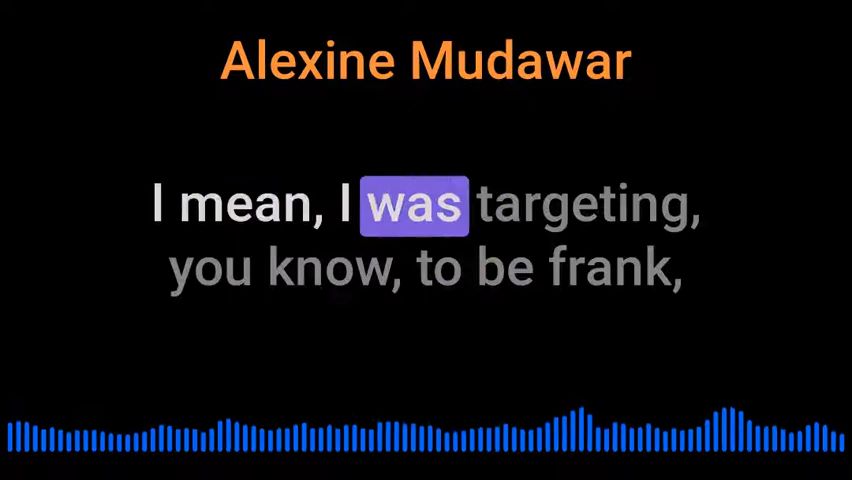 Alexine Mudawar
I mean, I was targeting,
you know, to be frank,